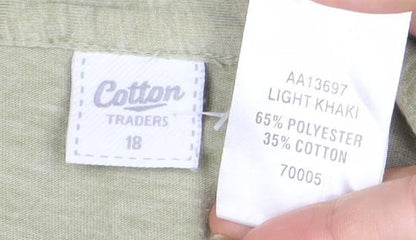 Cotton
TRADERS
18
AA13697
LIGHT KHAKI
65% POLYESTER
35% COTTON
70005